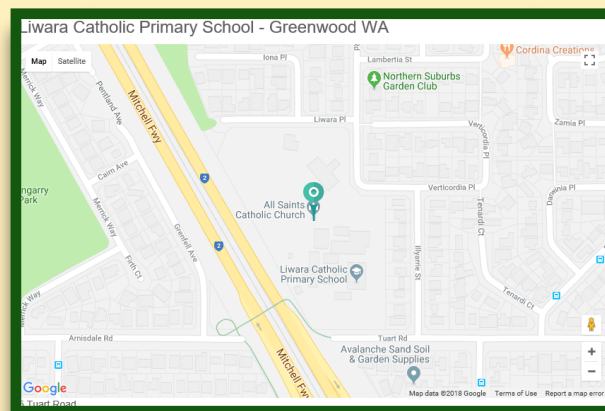 Liwara Catholic Primary School - Greenwood WA
Map
Satellite
Iona Pl
Lambertia St
Cordina Creations
Northern Suburbs
Garden Club
Merrick Way
Pentland Ave
Mitchell Fwy
Liwara Pl
Verticordia Pl
Zamia Pl
Cairn Ave
2
ngarry
Park
All Saints
Catholic Church
Verticordia Pl
Darwinia Pl
Merrick Way
Grenfell Ave
Tenardi Ct
2
Illyarrie St
Firth Ct
Liwara Catholic
Primary School
Tenardi Ct
Way
Arnisdale Rd
Tuart Rd
Avalanche Sand Soil
& Garden Supplies
Mitchell Fwy
Google
Map data ©2018 Google
Terms of Use
Report a map error
Tuart Road